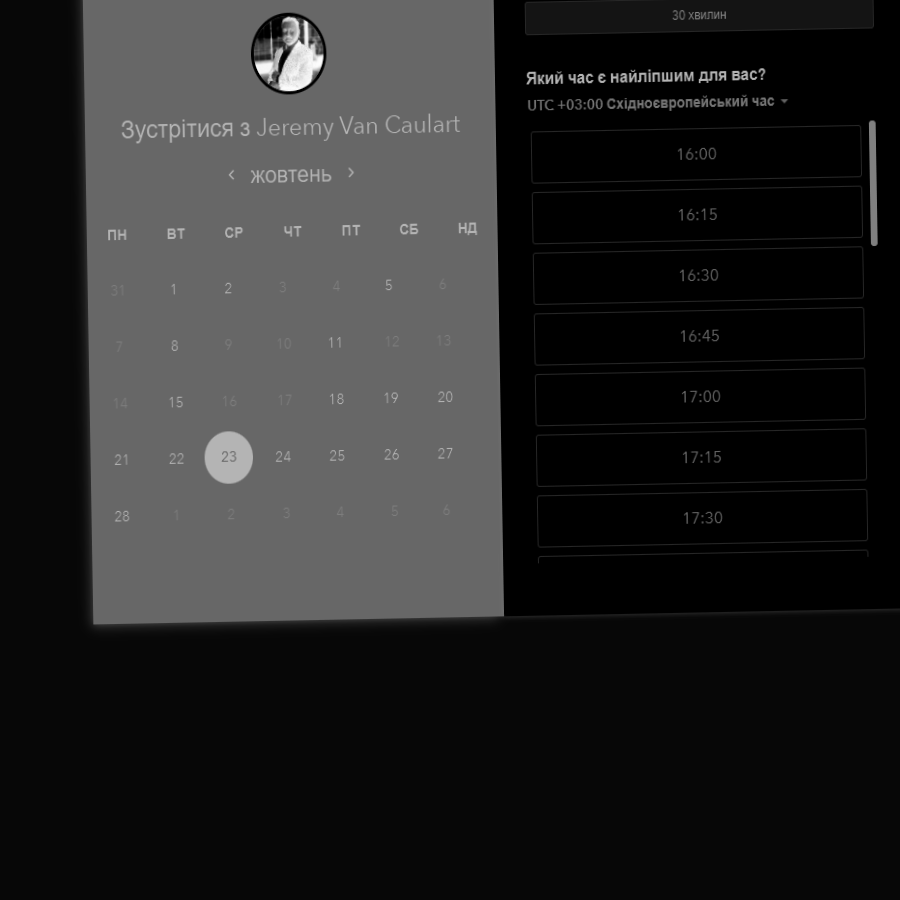 Зустрітися з Jeremy Van Caulart
жовтень
ПН ВТ СР ЧТ ПТ СБ НД
31 1 2 3 4 5 6
7 8 9 10 11 12 13
14 15 16 17 18 19 20
21 22 23 24 25 26 27
28 1 2 3 4 5 6
30 хвилин
Який час є найліпшим для вас?
UTC +03:00 Східноєвропейський час
16:00
16:15
16:30
16:45
17:00
17:15
17:30